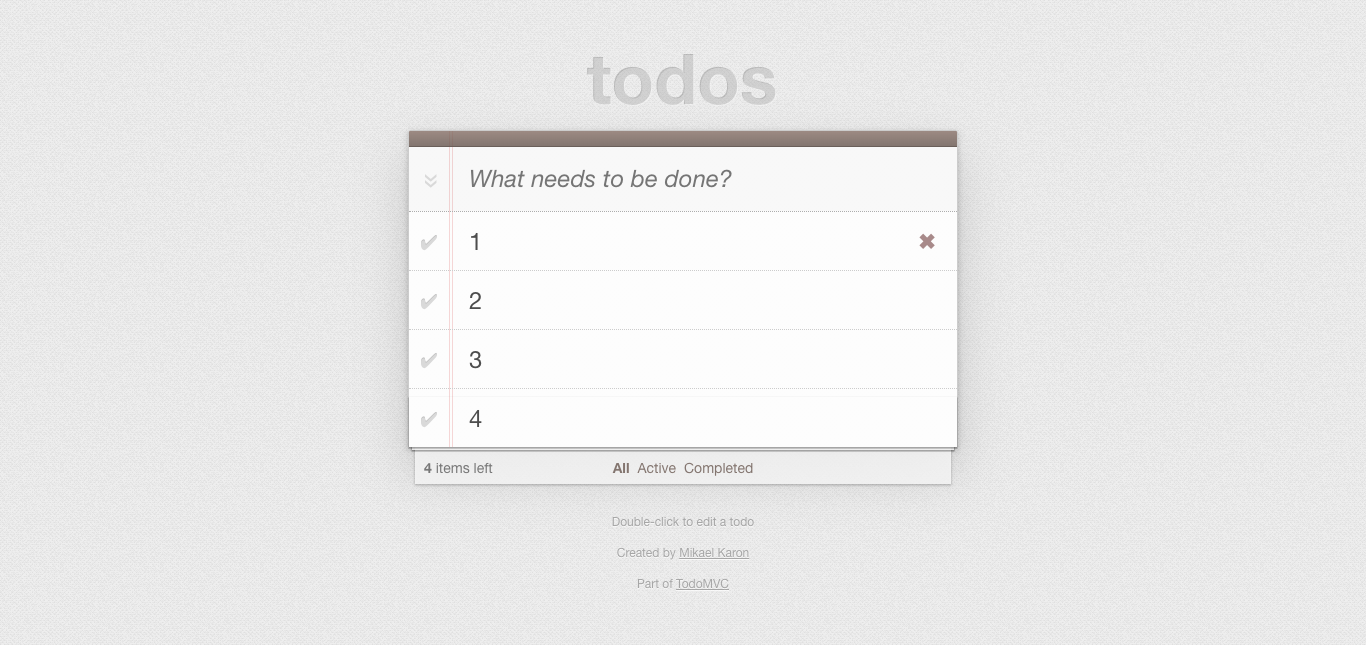 todos
What needs to be done?
1
2
3
4
4 items left All Active Completed
Double-click to edit a todo
Created by Mikael Karon
Part of TodoMVC